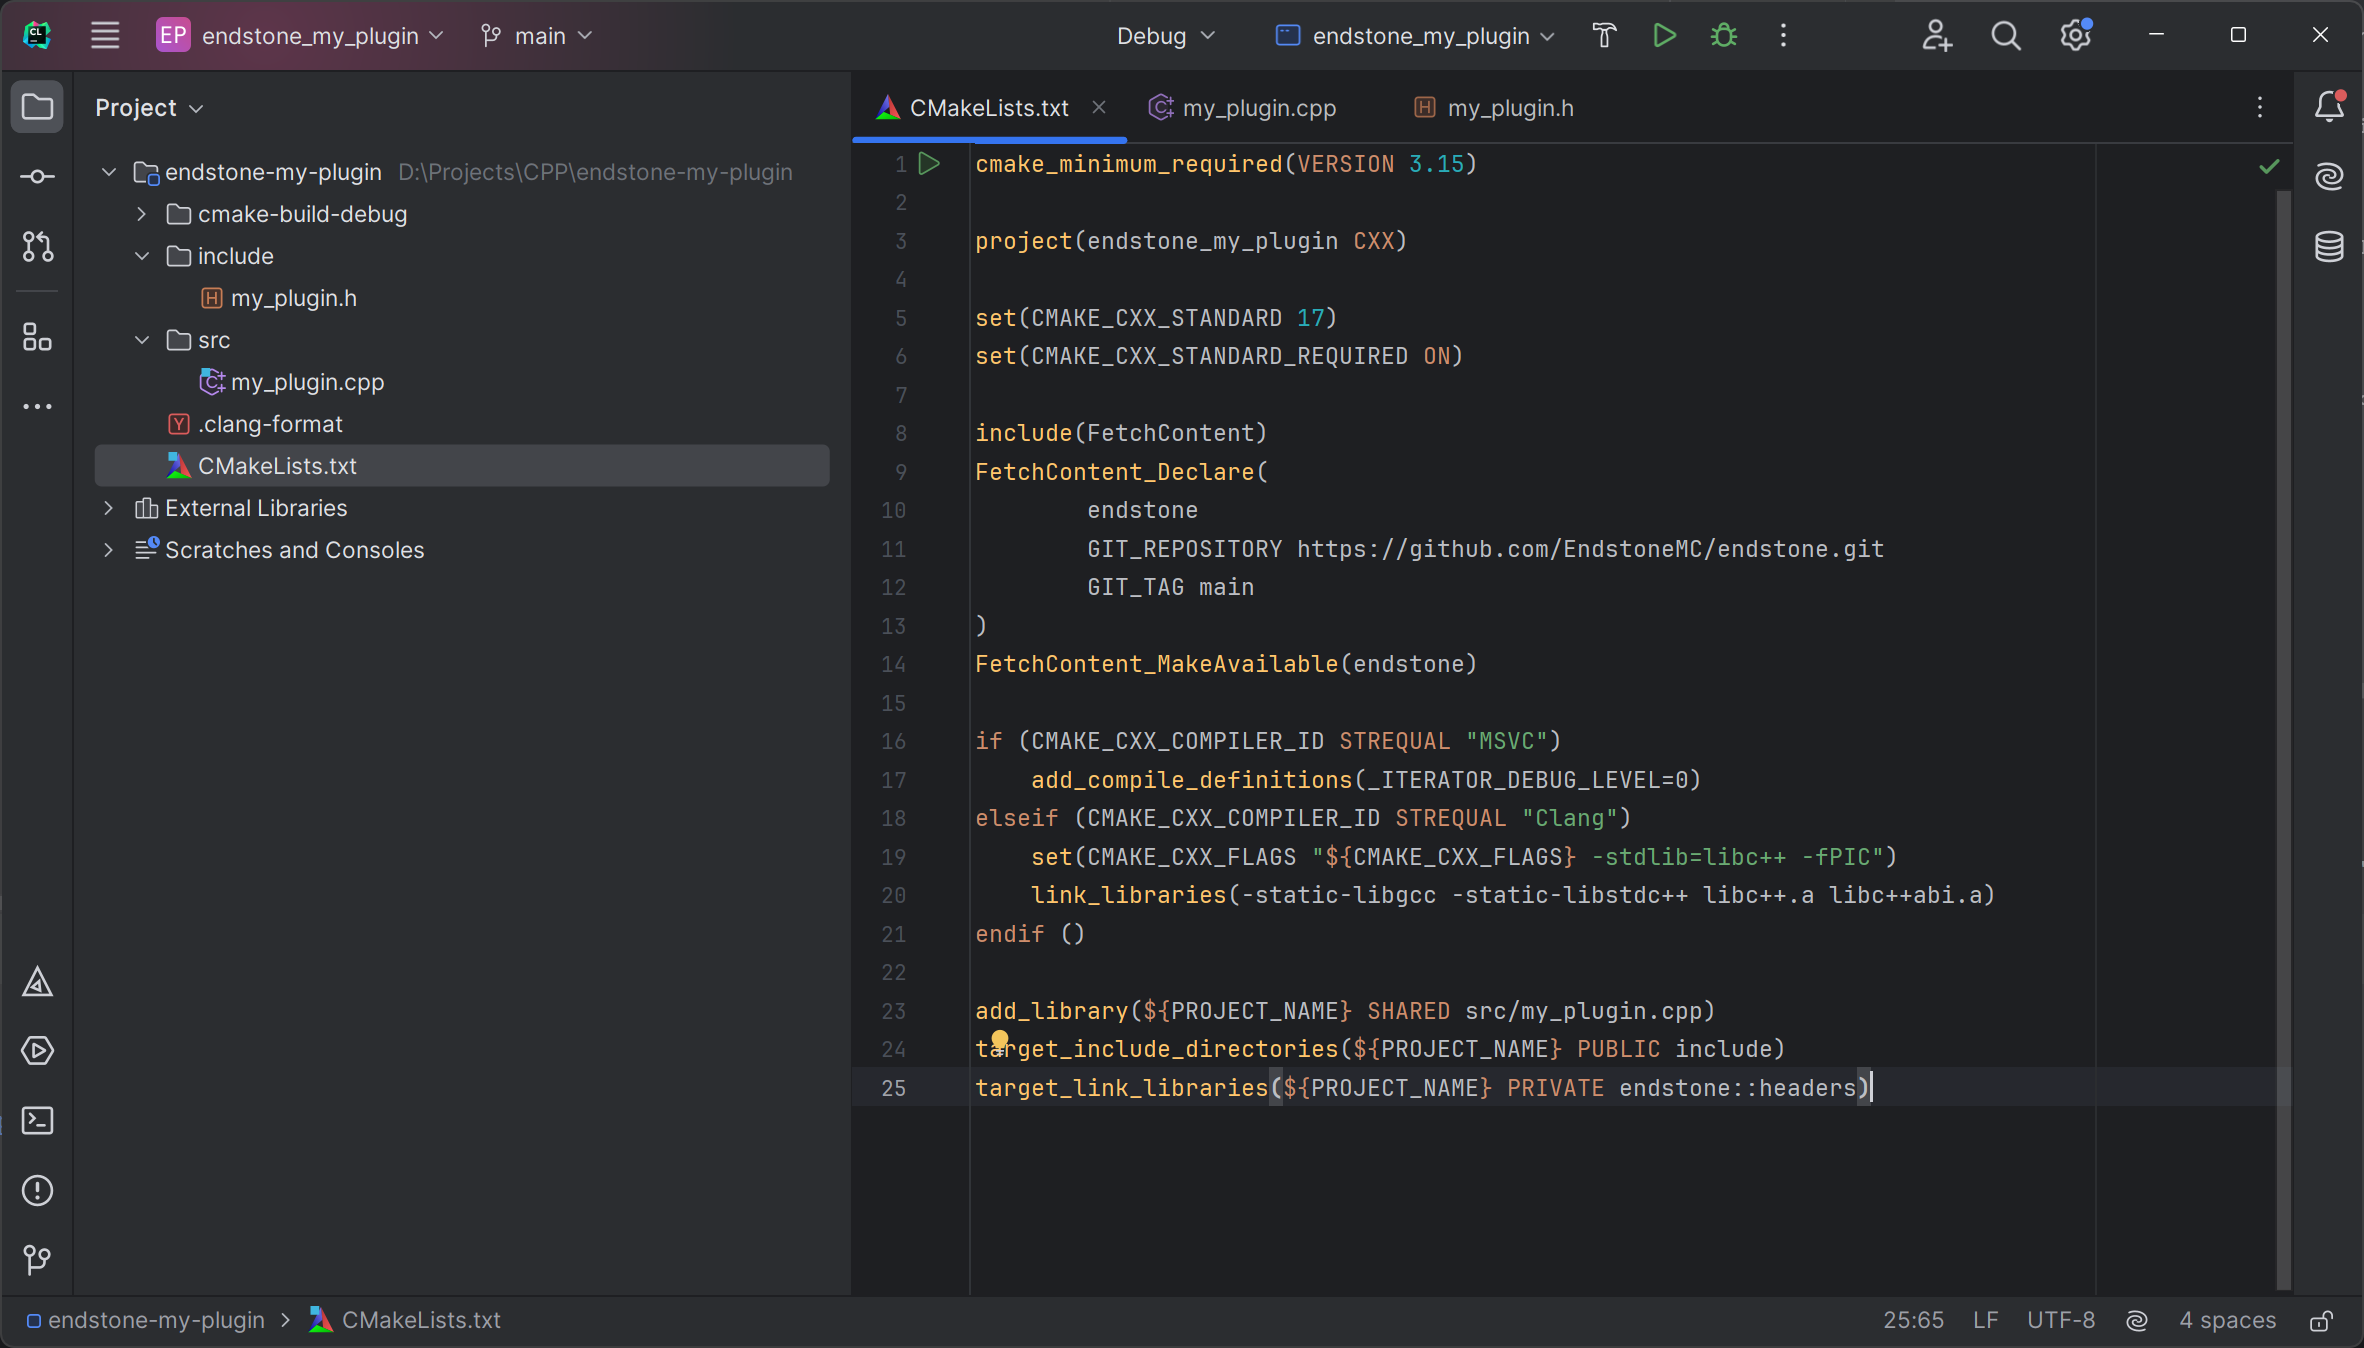 CL
EP endstone_my_plugin main Debug endstone_my_plugin
Project
endstone-my-plugin D:\Projects\CPP\endstone-my-plugin
cmake-build-debug
include
H my_plugin.h
src
my_plugin.cpp
Y .clang-format
CMakeLists.txt
External Libraries
Scratches and Consoles
CMakeLists.txt my_plugin.cpp H my_plugin.h
1 cmake_minimum_required(VERSION 3.15)
2
3 project(endstone_my_plugin CXX)
4
5 set(CMAKE_CXX_STANDARD 17)
6 set(CMAKE_CXX_STANDARD_REQUIRED ON)
7
8 include(FetchContent)
9 FetchContent_Declare(
10 endstone
11 GIT_REPOSITORY https://github.com/EndstoneMC/endstone.git
12 GIT_TAG main
13 )
14 FetchContent_MakeAvailable(endstone)
15
16 if (CMAKE_CXX_COMPILER_ID STREQUAL "MSVC")
17 add_compile_definitions(_ITERATOR_DEBUG_LEVEL=0)
18 elseif (CMAKE_CXX_COMPILER_ID STREQUAL "Clang")
19 set(CMAKE_CXX_FLAGS "${CMAKE_CXX_FLAGS} -stdlib=libc++ -fPIC")
20 link_libraries(-static-libgcc -static-libstdc++ libc++.a libc++abi.a)
21 endif ()
22
23 add_library(${PROJECT_NAME} SHARED src/my_plugin.cpp)
24 target_include_directories(${PROJECT_NAME} PUBLIC include)
25 target_link_libraries(${PROJECT_NAME} PRIVATE endstone::headers)
endstone-my-plugin CMakeLists.txt 25:65 LF UTF-8 4 spaces